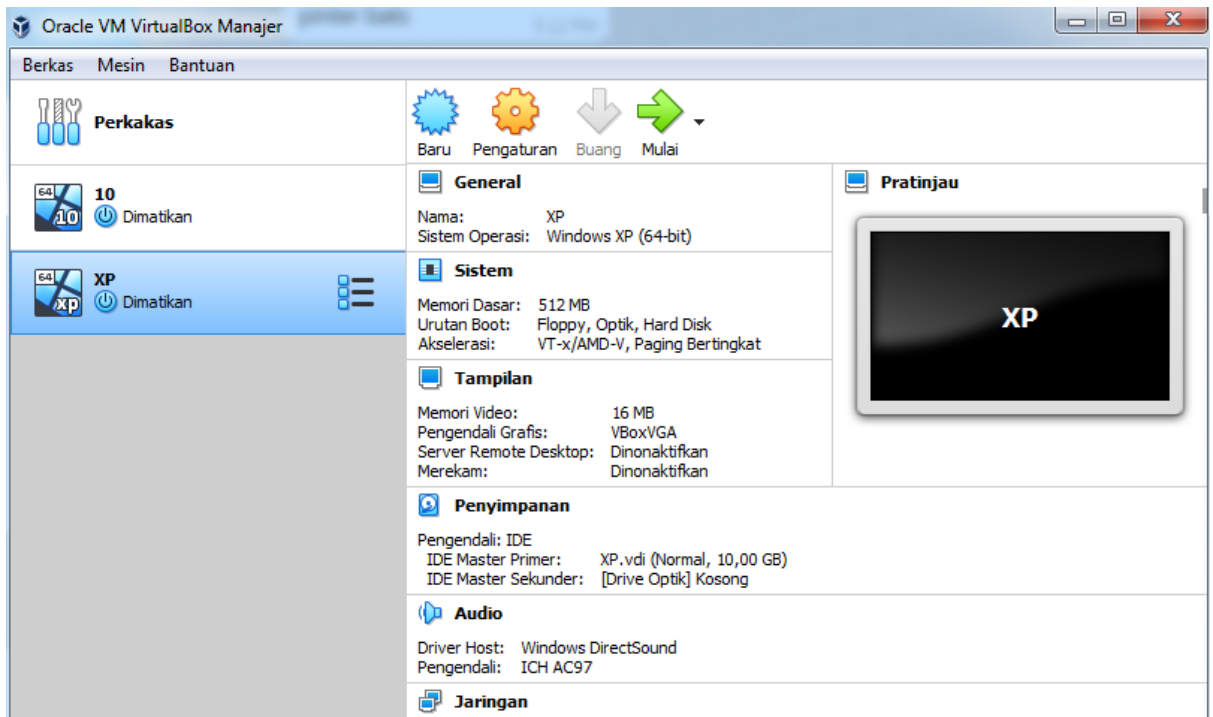 Oracle VM VirtualBox Manajer
Berkas Mesin Bantuan
Perkakas
64
10
10
Dimatikan
64
xp
XP
Dimatikan
Baru Pengaturan Buang Mulai
General
Nama: XP
Sistem Operasi: Windows XP (64-bit)
Sistem
Memori Dasar: 512 MB
Urutan Boot: Floppy, Optik, Hard Disk
Akselerasi: VT-x/AMD-V, Paging Bertingkat
Tampilan
Memori Video: 16 MB
Pengendali Grafis: VBoxVGA
Server Remote Desktop: Dinonaktifkan
Merekam: Dinonaktifkan
Pratinjau
XP
Penyimpanan
Pengendali: IDE
IDE Master Primer: XP.vdi (Normal, 10,00 GB)
IDE Master Sekunder: [Drive Optik] Kosong
Audio
Driver Host: Windows DirectSound
Pengendali: ICH AC97
Jaringan